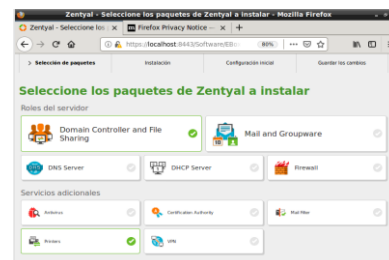 Zentyal - Seleccione los paquetes de Zentyal a instalar - Mozilla Firefox
Zentyal - Seleccione los
Firefox Privacy Notice —
https://localhost:8443/Software/EBox
80%
Selección de paquetes
Instalación
Configuración inicial
Guardar los cambios
Seleccione los paquetes de Zentyal a instalar
Roles del servidor
Domain Controller and File Sharing
Mail and Groupware
DNS Server
DHCP Server
Firewall
Servicios adicionales
Antivirus
Certification Authority
Mail Filter
Printers
VPN